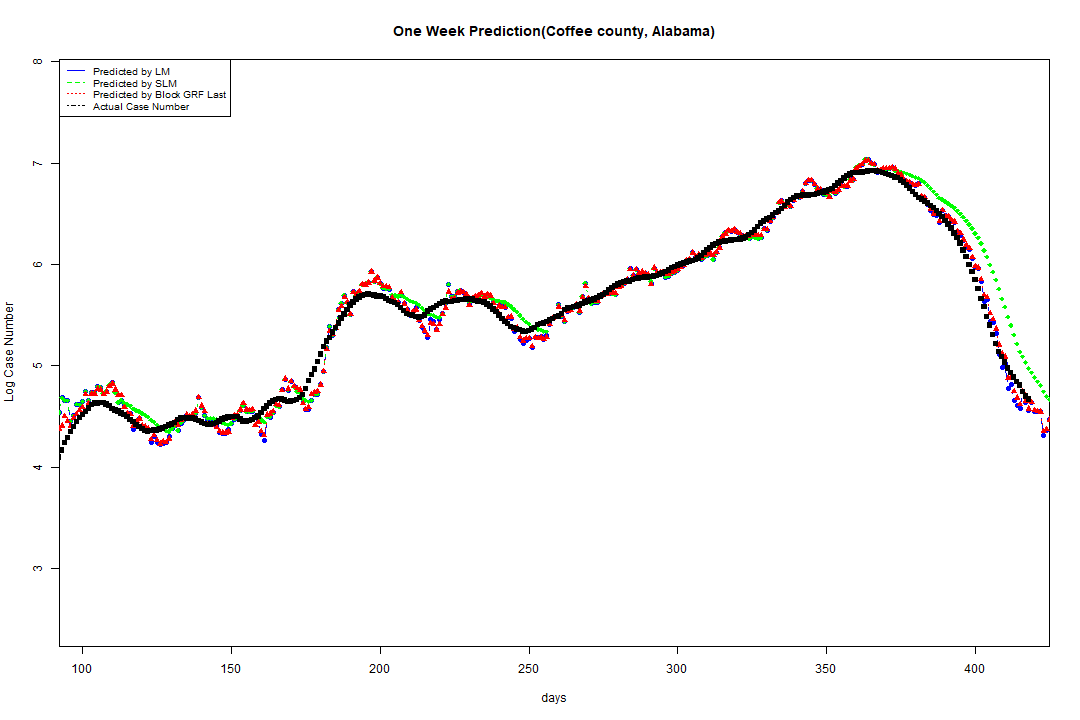 One Week Prediction(Coffee county, Alabama)
Predicted by LM
Predicted by SLM
Predicted by Block GRF Last
Actual Case Number
8
7
6
5
4
3
Log Case Number
100 150 200 250 300 350 400
days